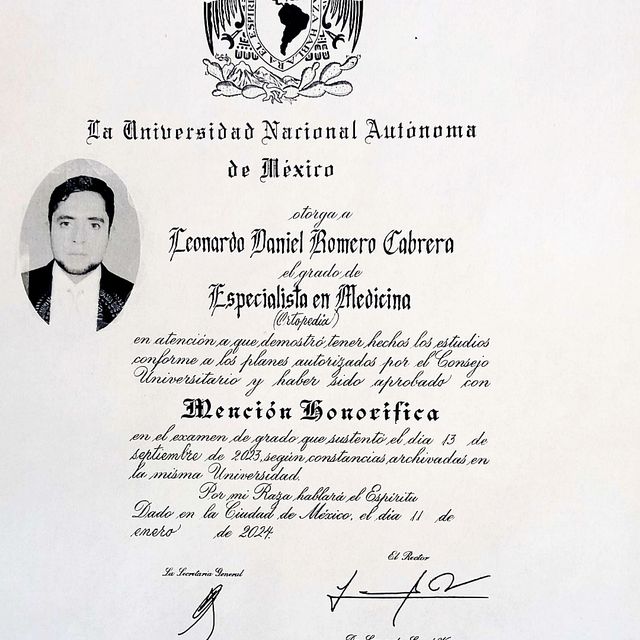 La Universidad Nacional Autónoma
de México
otorga a
Leonardo Daniel Romero Cabrera
el grado de
Especialista en Medicina
(Ortopedia)
en atención a que demostró tener hechos los estudios
conforme a los planes autorizados por el Consejo
Universitario y haber sido aprobado con
Mención Honorífica
en el examen de grado que sustentó el día 13 de
septiembre de 2023, según constancias archivadas en
la misma Universidad.
Por mi Raza hablará el Espíritu
Dado en la Ciudad de México, el día 11 de
enero de 2024.
El Rector
La Secretaria General